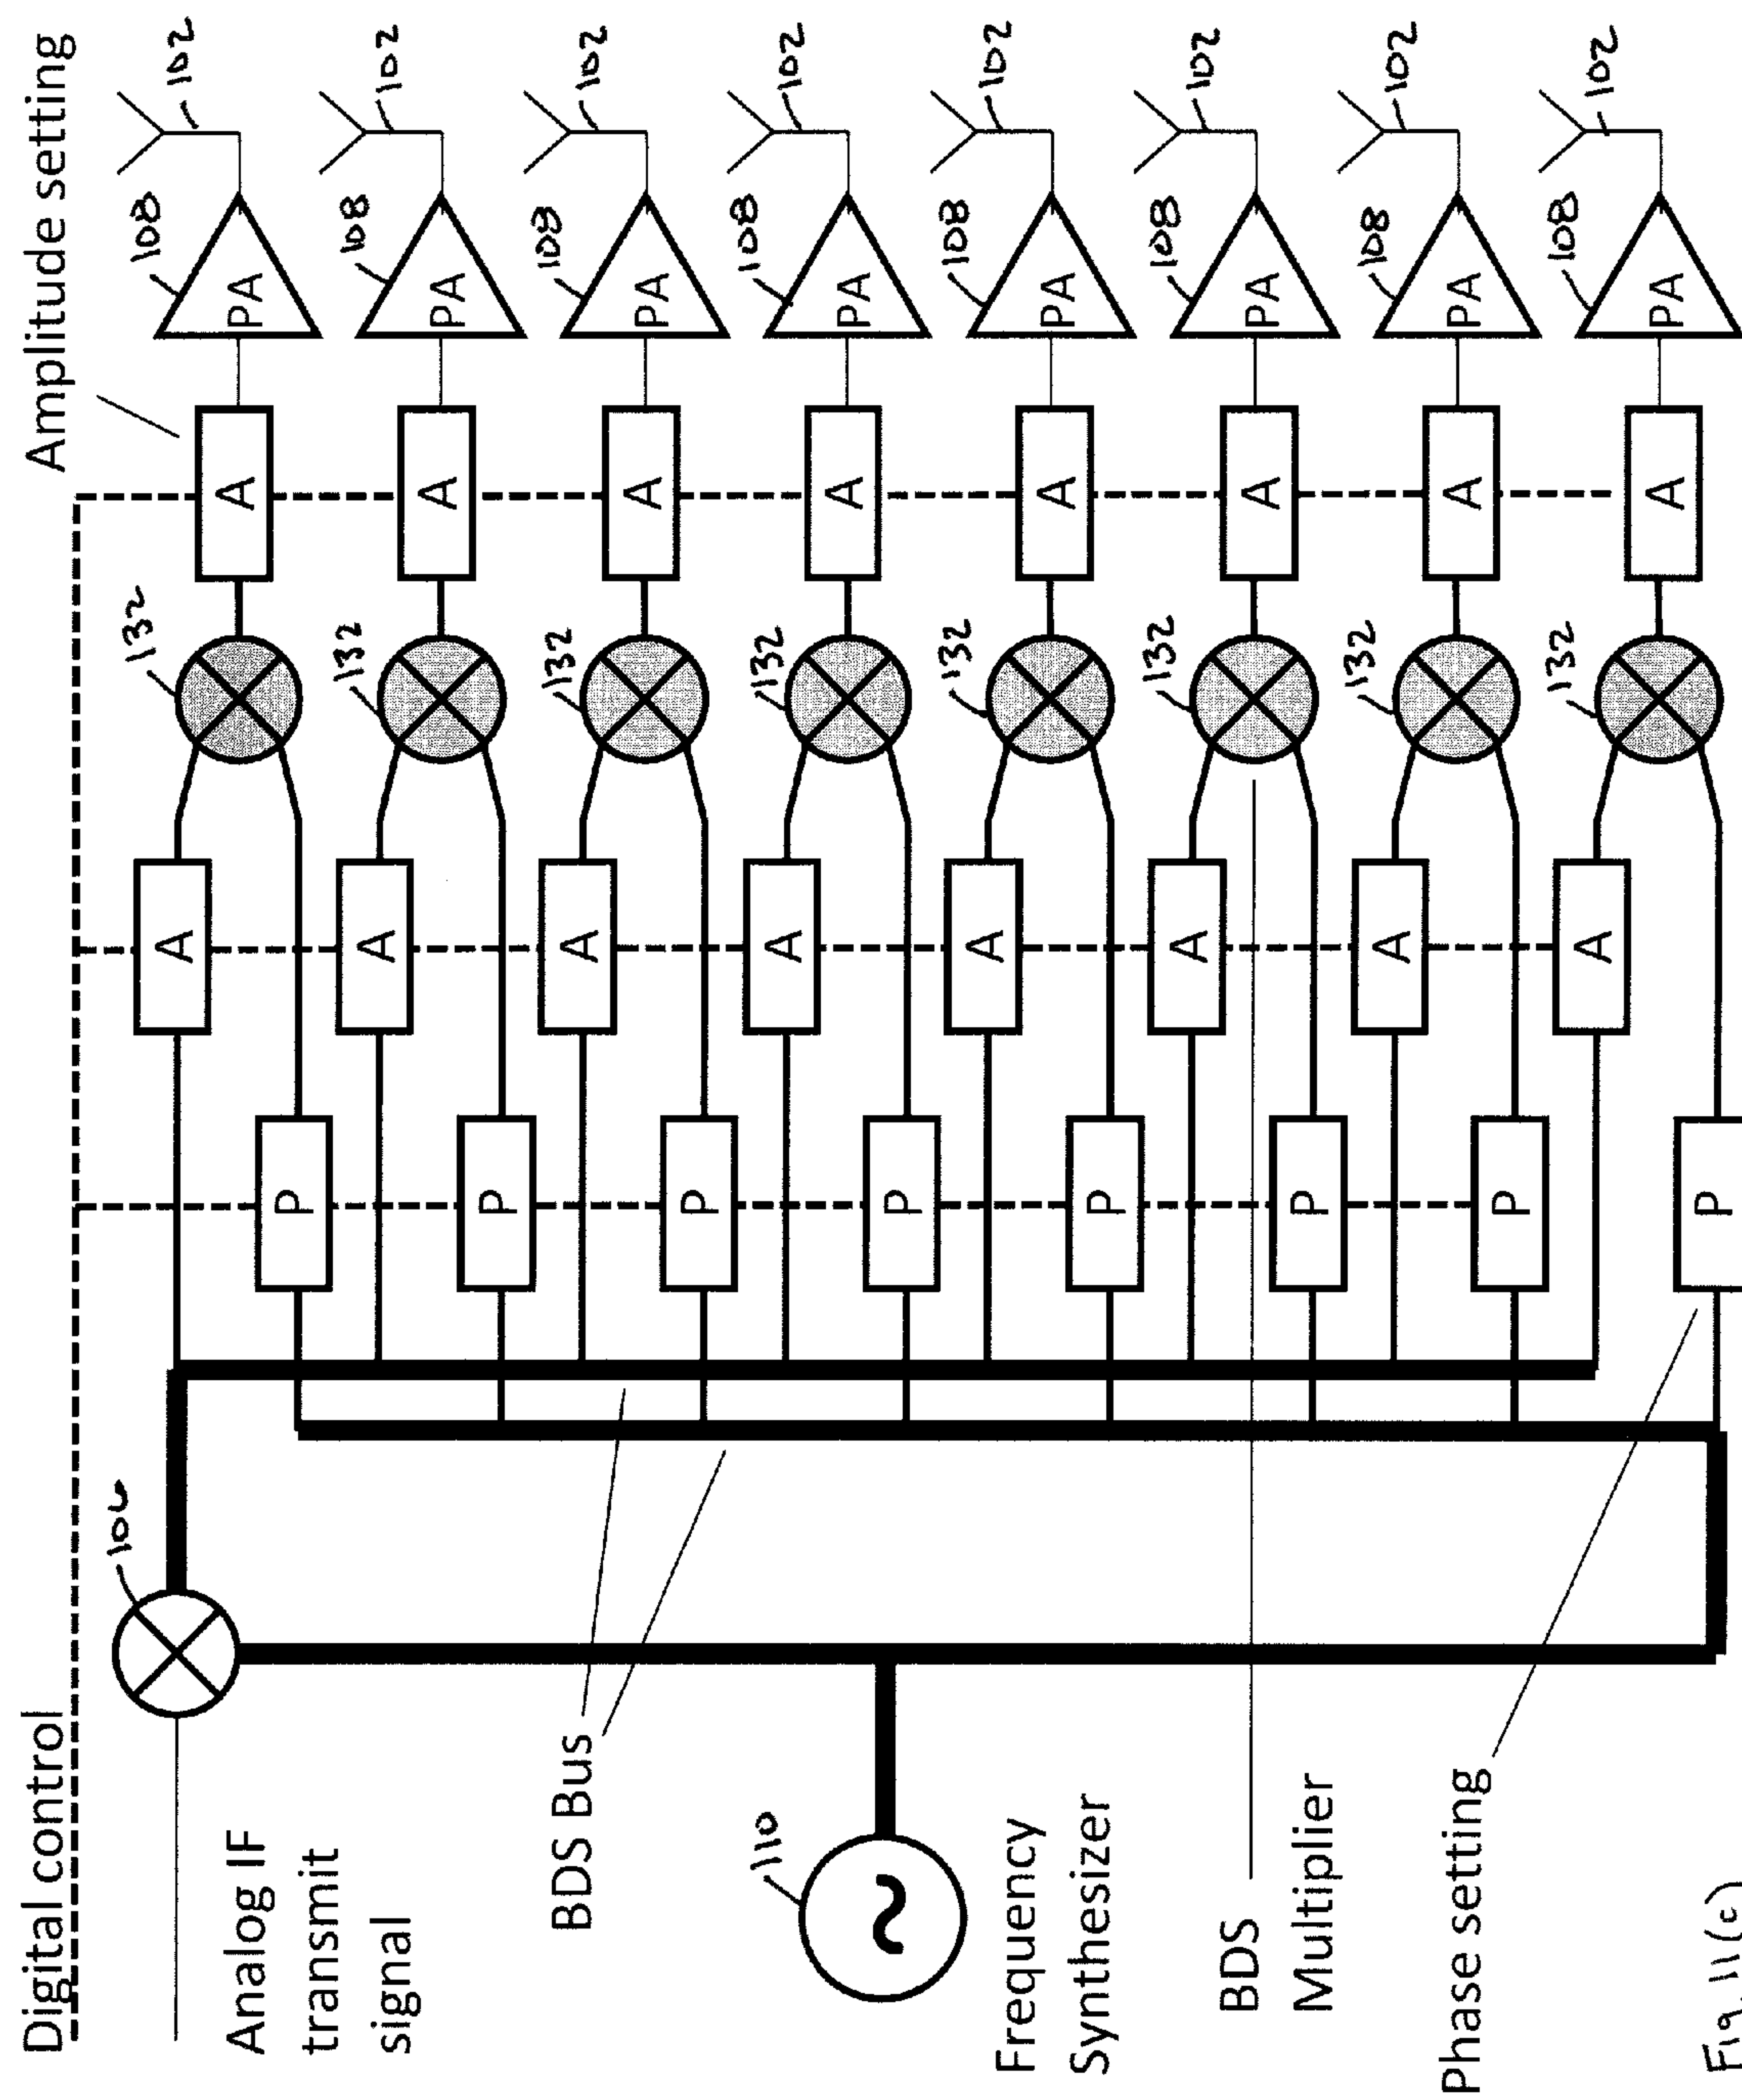 Digital control
Amplitude setting
Analog IF
transmit
signal
BDS Bus
Frequency
Synthesizer
BDS
Multiplier
Phase setting
106
110
P
P
P
P
P
P
P
P
A
A
A
A
A
A
A
A
132
132
132
132
132
132
132
132
A
A
A
A
A
A
A
A
108
108
108
108
108
108
108
108
PA
PA
PA
PA
PA
PA
PA
PA
102
102
102
102
102
102
102
102
Fig. 11(c)